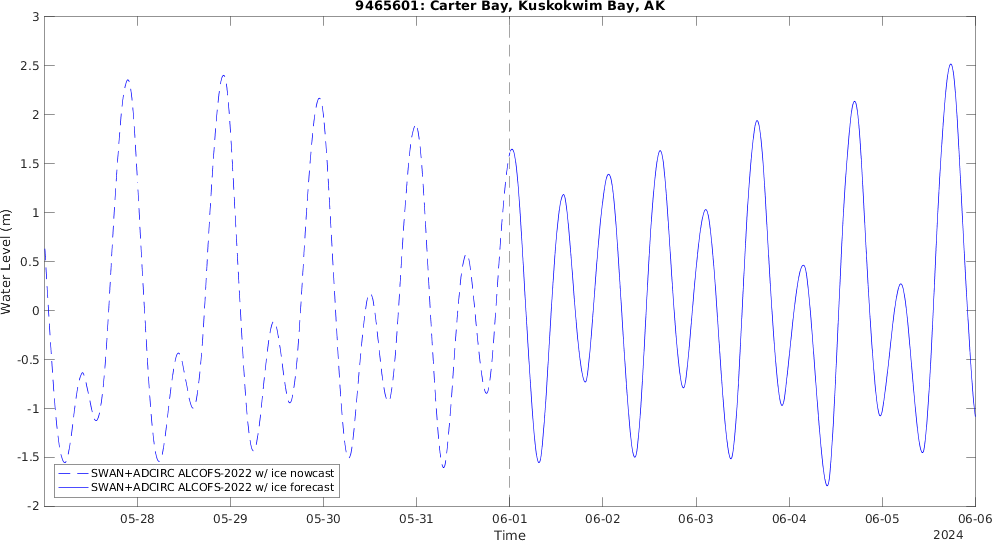 9465601: Carter Bay, Kuskokwim Bay, AK
3
2.5
2
1.5
1
0.5
0
-0.5
-1
-1.5
-2
Water Level (m)
SWAN+ADCIRC ALCOFS-2022 w/ ice nowcast
SWAN+ADCIRC ALCOFS-2022 w/ ice forecast
05-28 05-29 05-30 05-31 06-01 06-02 06-03 06-04 06-05 06-06
Time
2024